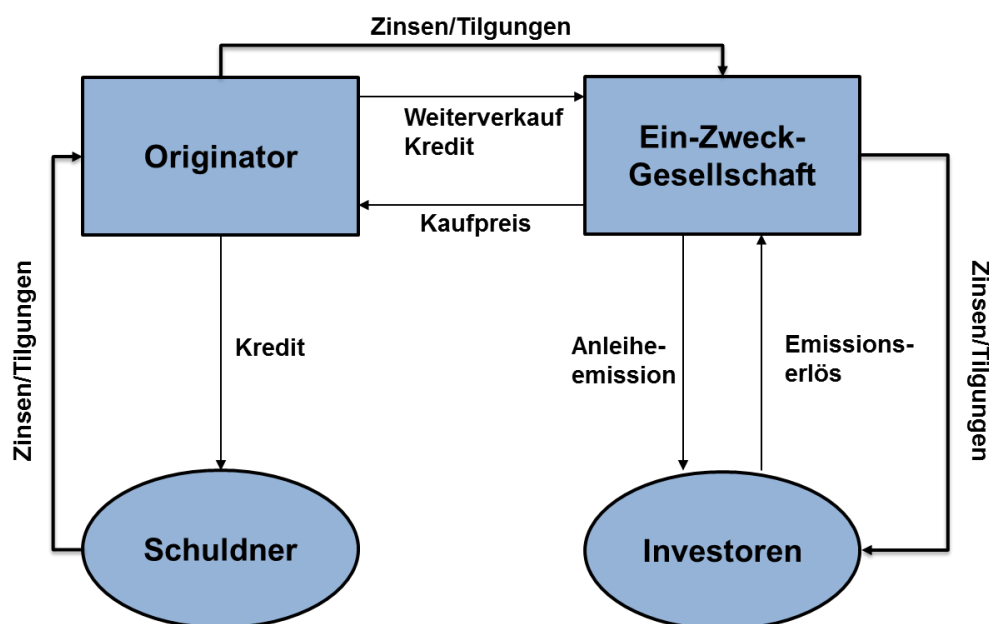 Zinsen/Tilgungen
Originator
Weiterverkauf
Kredit
Ein-Zweck-
Gesellschaft
Kaufpreis
Zinsen/Tilgungen
Kredit
Anleihe-
emission
Emissions-
erlös
Zinsen/Tilgungen
Schuldner
Investoren